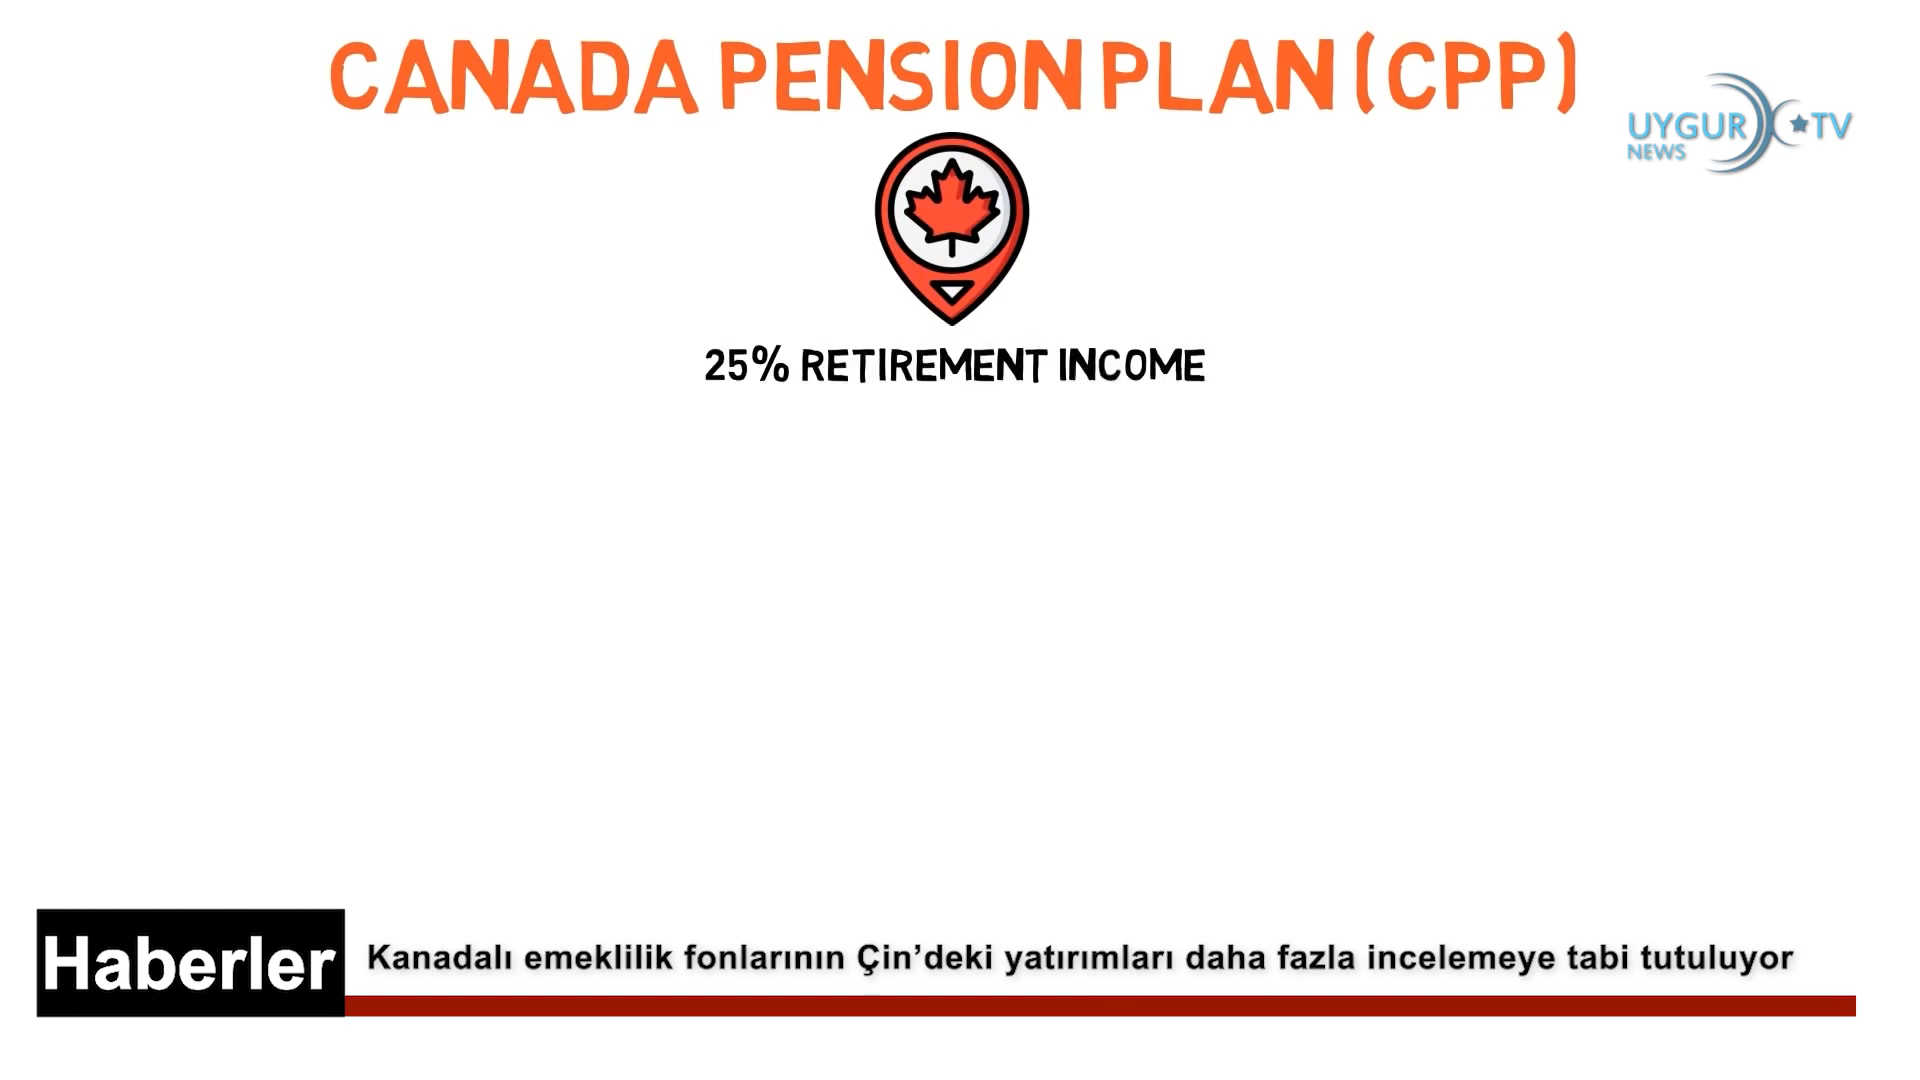 CANADA PENSION PLAN (CPP)
UYGUR TV
NEWS
25% RETIREMENT INCOME
Haberler
Kanadalı emeklilik fonlarının Çin’deki yatırımları daha fazla incelemeye tabi tutuluyor